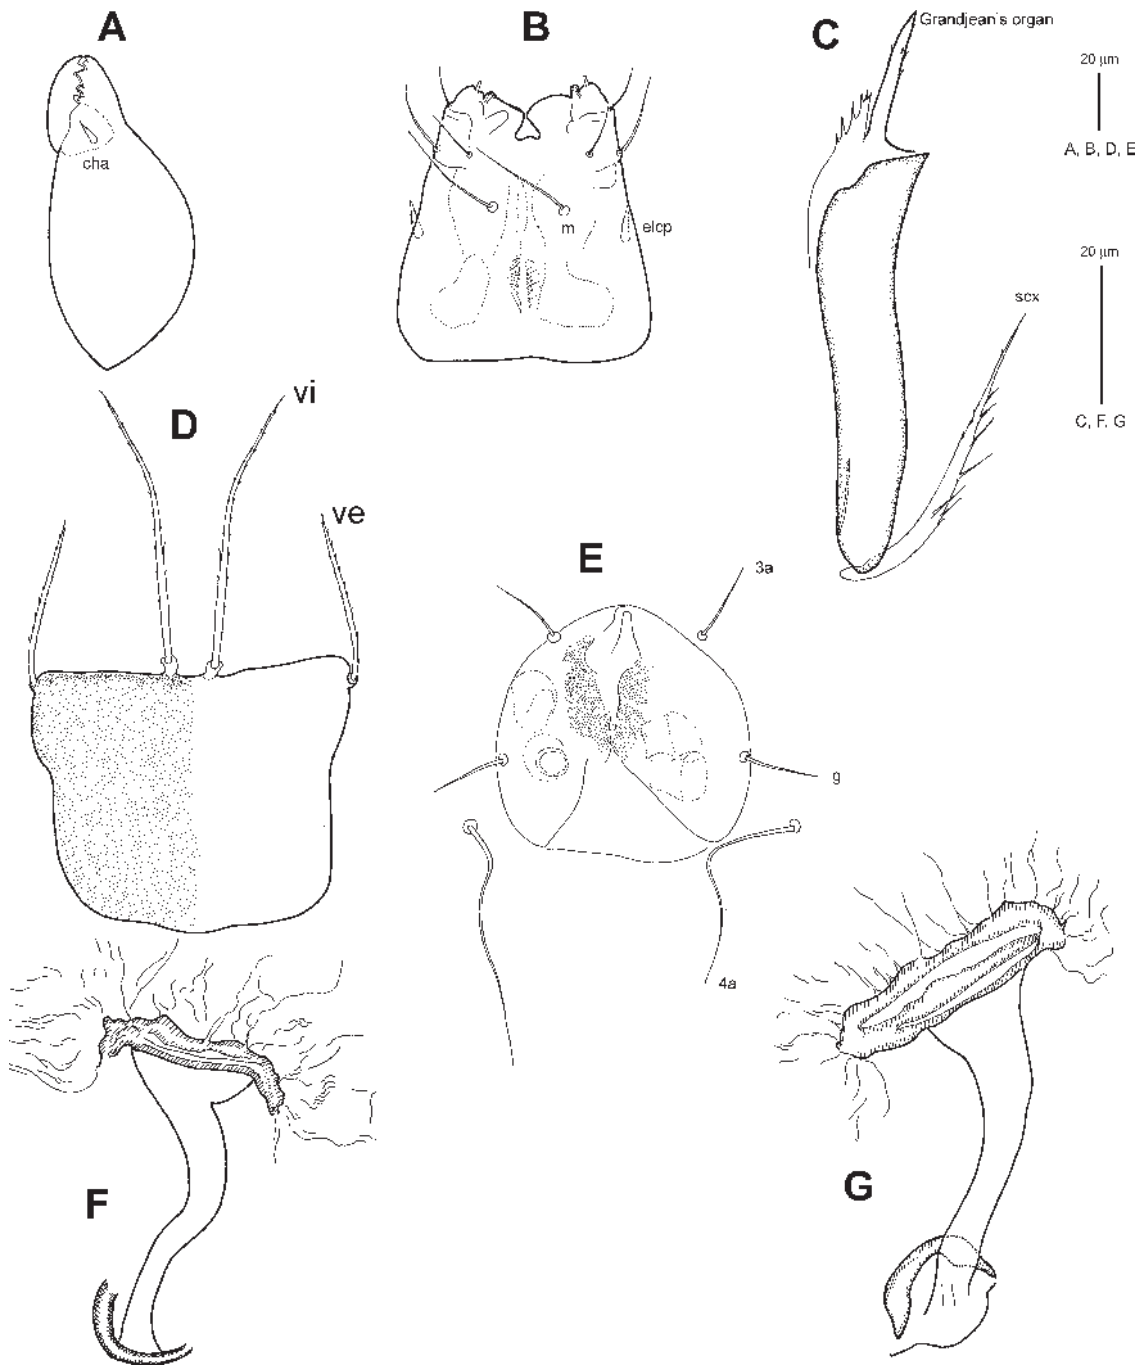 A
B
C
Grandjean's organ
20 µm
A, B, D, E
cha
m
elcp
20 µm
scx
C, F, G
vi
D
ve
E
3a
g
4a
F
G